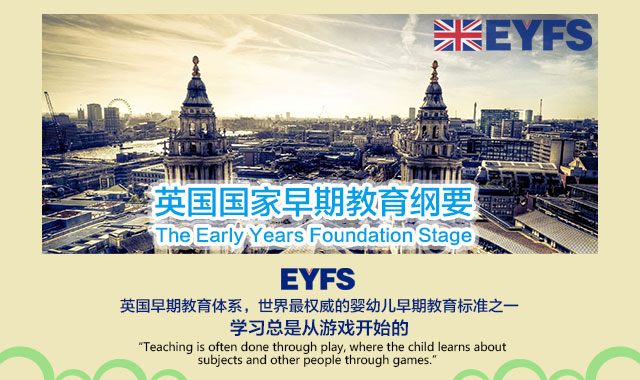 EYFS
英国国家早期教育纲要
The Early Years Foundation Stage
EYFS
英国早期教育体系，世界最权威的婴幼儿早期教育标准之一
学习总是从游戏开始的
“Teaching is often done through play, where the child learns about
subjects and other people through games.”